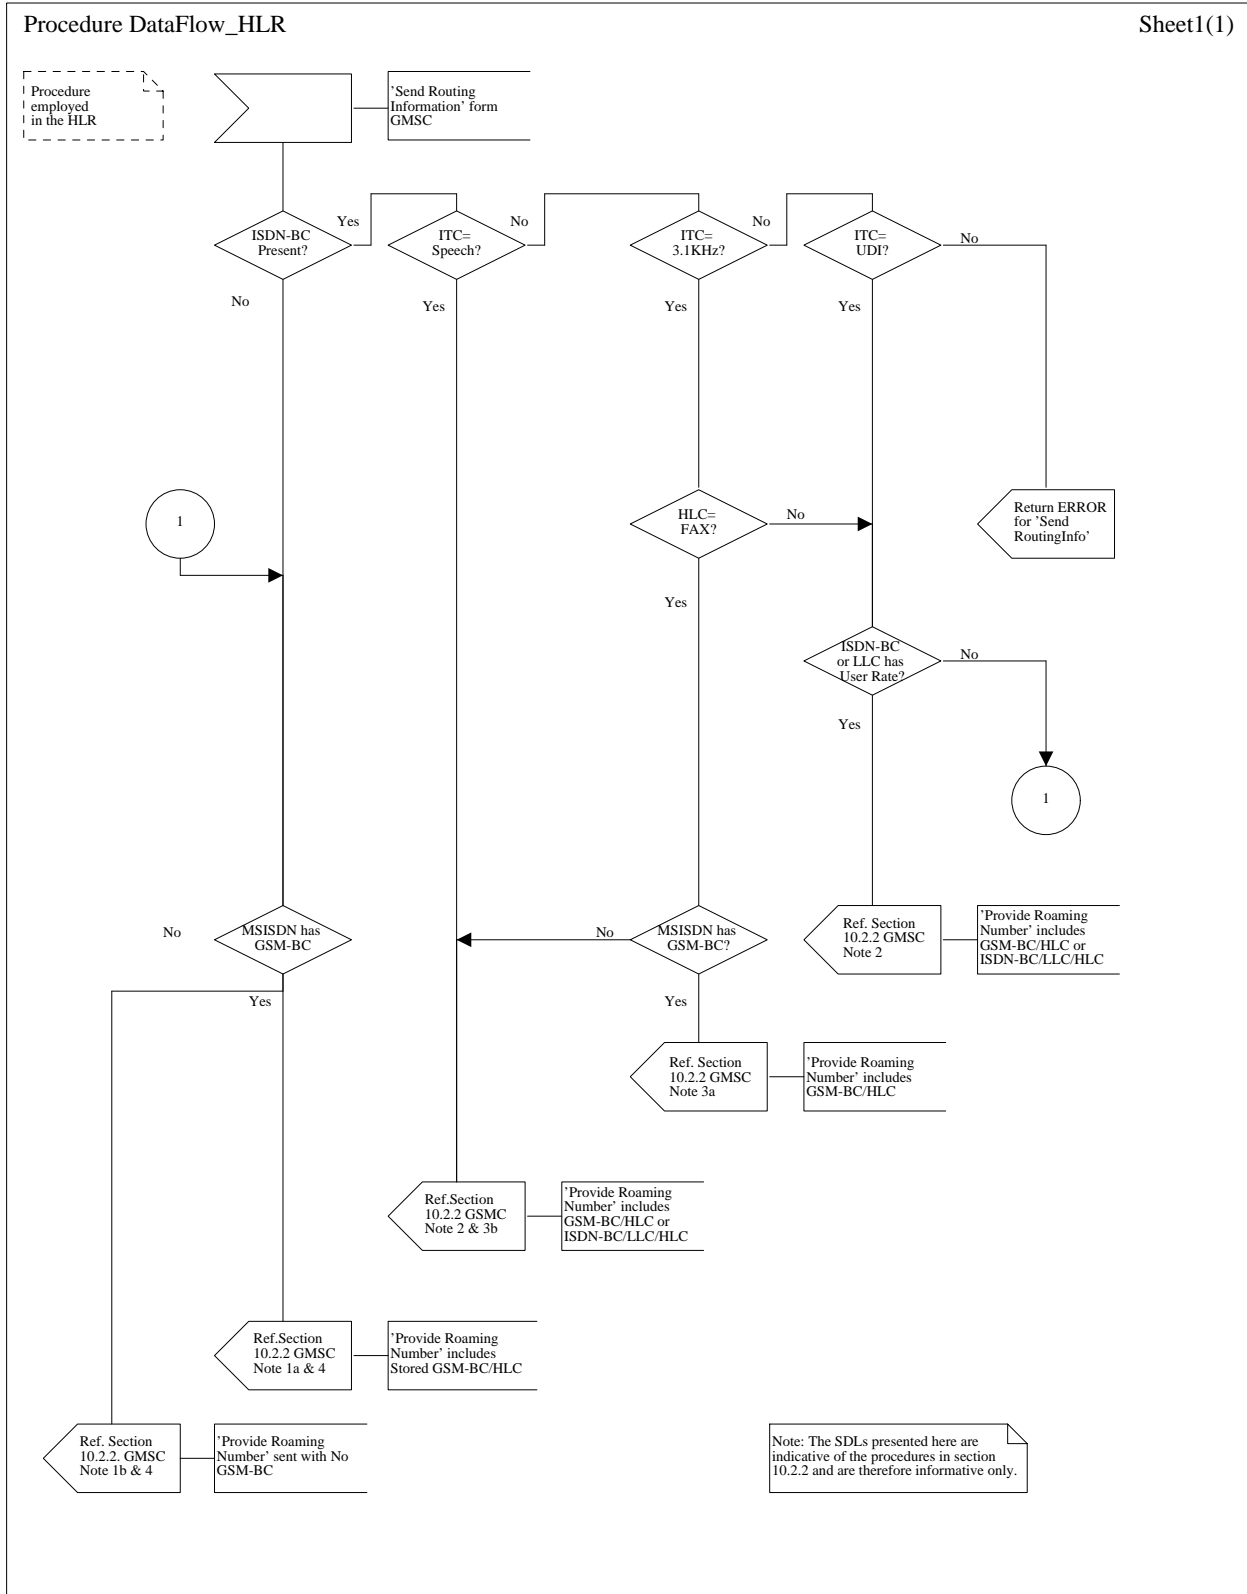 Procedure DataFlow_HLR
Sheet1(1)
Procedure
employed
in the HLR
'Send Routing
Information' form
GMSC
ISDN-BC
Present?
Yes
No
ITC=
Speech?
No
Yes
ITC=
3.1KHz?
No
Yes
ITC=
UDI?
No
Yes
1
HLC=
FAX?
No
Yes
Return ERROR
for 'Send
RoutingInfo'
ISDN-BC
or LLC has
User Rate?
No
Yes
1
MSISDN has
GSM-BC
No
Yes
MSISDN has
GSM-BC?
No
Yes
Ref. Section
10.2.2 GMSC
Note 2
'Provide Roaming
Number' includes
GSM-BC/HLC or
ISDN-BC/LLC/HLC
Ref. Section
10.2.2 GMSC
Note 3a
'Provide Roaming
Number' includes
GSM-BC/HLC
Ref.Section
10.2.2 GSMC
Note 2 & 3b
'Provide Roaming
Number' includes
GSM-BC/HLC or
ISDN-BC/LLC/HLC
Ref.Section
10.2.2 GMSC
Note 1a & 4
'Provide Roaming
Number' includes
Stored GSM-BC/HLC
Ref. Section
10.2.2. GMSC
Note 1b & 4
'Provide Roaming
Number' sent with No
GSM-BC
Note: The SDLs presented here are
indicative of the procedures in section
10.2.2 and are therefore informative only.